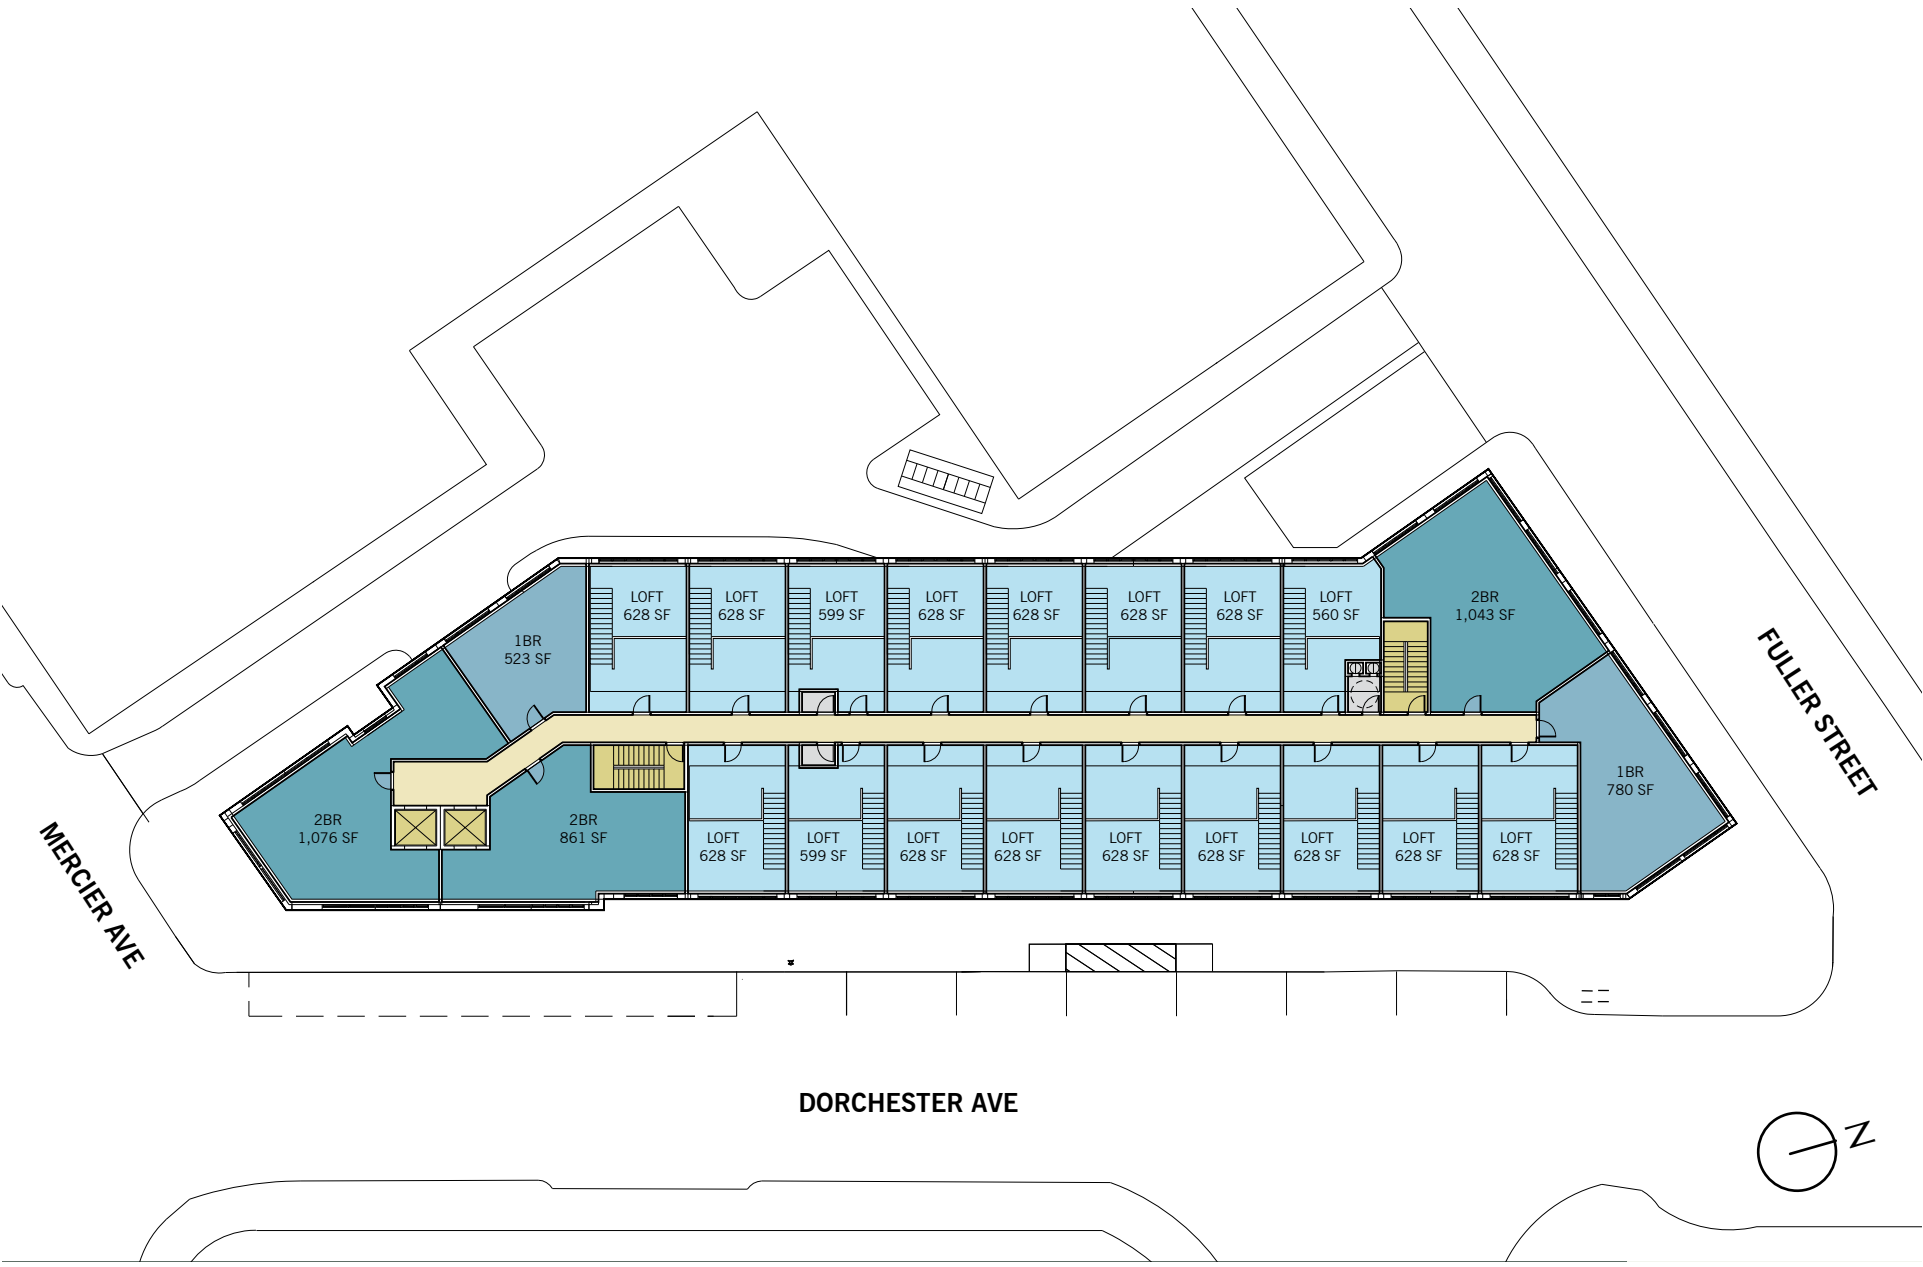 2BR
1,043 SF
LOFT
628 SF
LOFT
628 SF
LOFT
599 SF
LOFT
628 SF
LOFT
628 SF
LOFT
628 SF
LOFT
628 SF
LOFT
560 SF
1BR
523 SF
FULLER STREET
1BR
780 SF
2BR
1,076 SF
2BR
861 SF
LOFT
628 SF
LOFT
599 SF
LOFT
628 SF
LOFT
628 SF
LOFT
628 SF
LOFT
628 SF
LOFT
628 SF
LOFT
628 SF
LOFT
628 SF
MERCIER AVE
DORCHESTER AVE
N